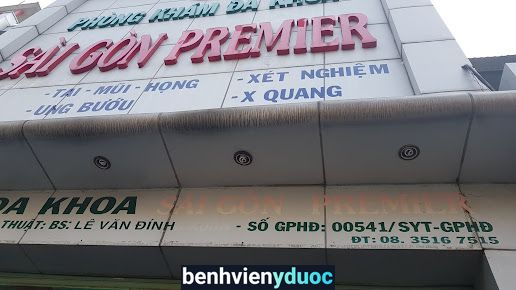 PHÒNG KHÁM ĐA KHOA
SÀI GÒN PREMIER
- TAI - MŨI - HỌNG
- XÉT NGHIỆM
- UNG BƯỚU
- X QUANG
ĐA KHOA SÀI GÒN PREMIER
THUẬT: BS. LÊ VĂN ĐÍNH
- SỐ GPHĐ: 00541/SYT-GPHĐ
ĐT: 08. 3516 7515
benhvienyduoc